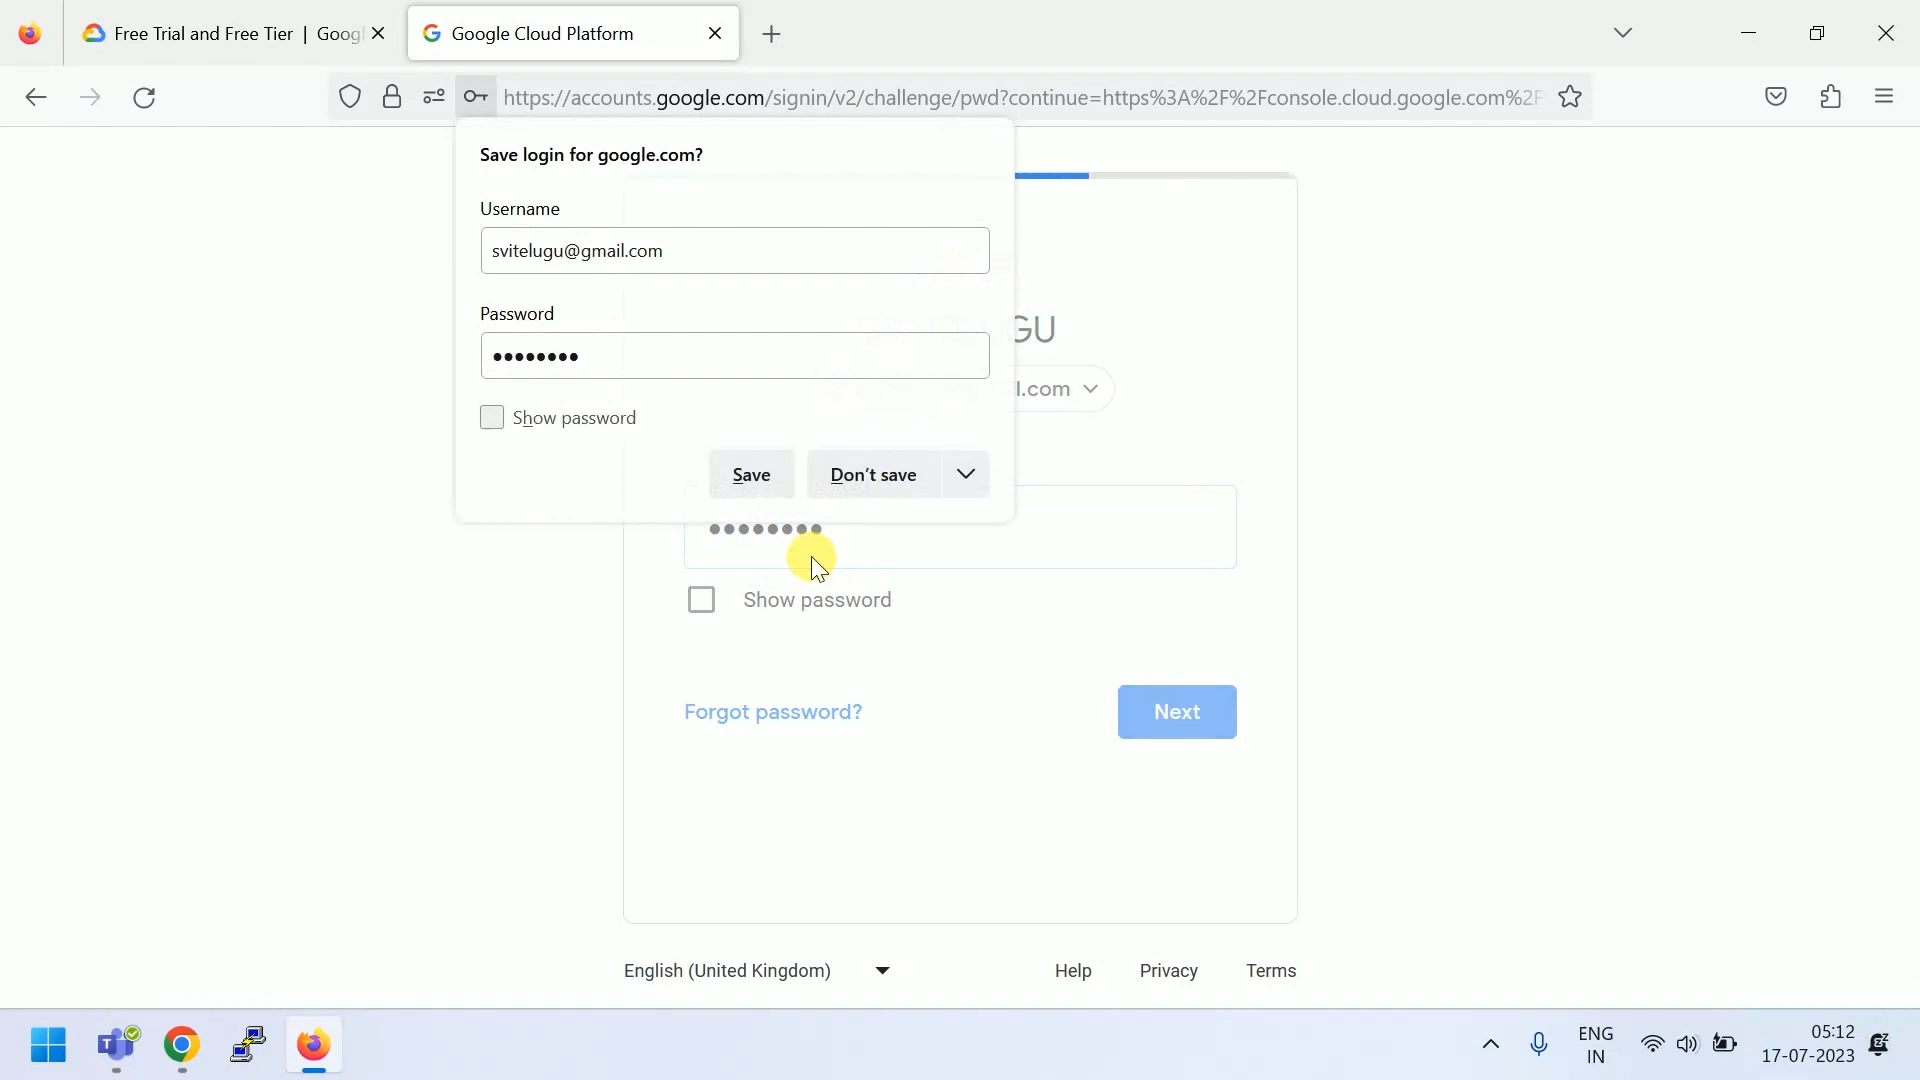 Free Trial and Free Tier | Googl
Google Cloud Platform
https://accounts.google.com/signin/v2/challenge/pwd?continue=https%3A%2F%2Fconsole.cloud.google.com%2F
Save login for google.com?
Username
svitelugu@gmail.com
Password
••••••••
Show password
Save
Don't save
GU
l.com
••••••••
Show password
Forgot password?
Next
English (United Kingdom)
Help
Privacy
Terms
ENG
IN
05:12
17-07-2023